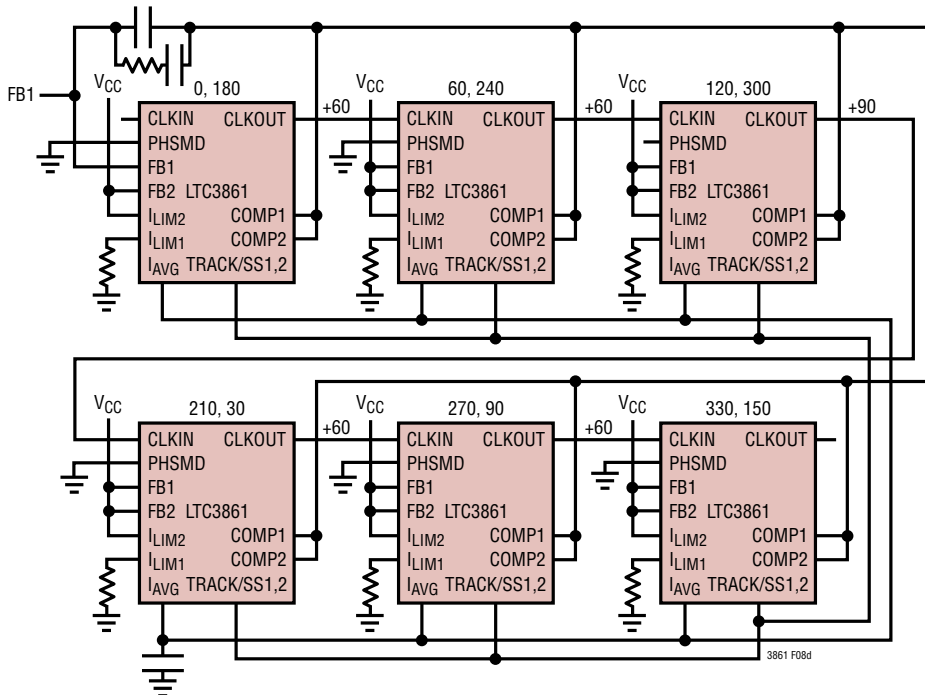 FB1
VCC
0, 180
CLKIN CLKOUT
PHSMD
FB1
FB2 LTC3861
ILIM2 COMP1
ILIM1 COMP2
IAVG TRACK/SS1,2
+60
VCC
60, 240
CLKIN CLKOUT
PHSMD
FB1
FB2 LTC3861
ILIM2 COMP1
ILIM1 COMP2
IAVG TRACK/SS1,2
+60
VCC
120, 300
CLKIN CLKOUT
PHSMD
FB1
FB2 LTC3861
ILIM2 COMP1
ILIM1 COMP2
IAVG TRACK/SS1,2
+90
VCC
210, 30
CLKIN CLKOUT
PHSMD
FB1
FB2 LTC3861
ILIM2 COMP1
ILIM1 COMP2
IAVG TRACK/SS1,2
+60
VCC
270, 90
CLKIN CLKOUT
PHSMD
FB1
FB2 LTC3861
ILIM2 COMP1
ILIM1 COMP2
IAVG TRACK/SS1,2
+60
VCC
330, 150
CLKIN CLKOUT
PHSMD
FB1
FB2 LTC3861
ILIM2 COMP1
ILIM1 COMP2
IAVG TRACK/SS1,2
3861 F08d